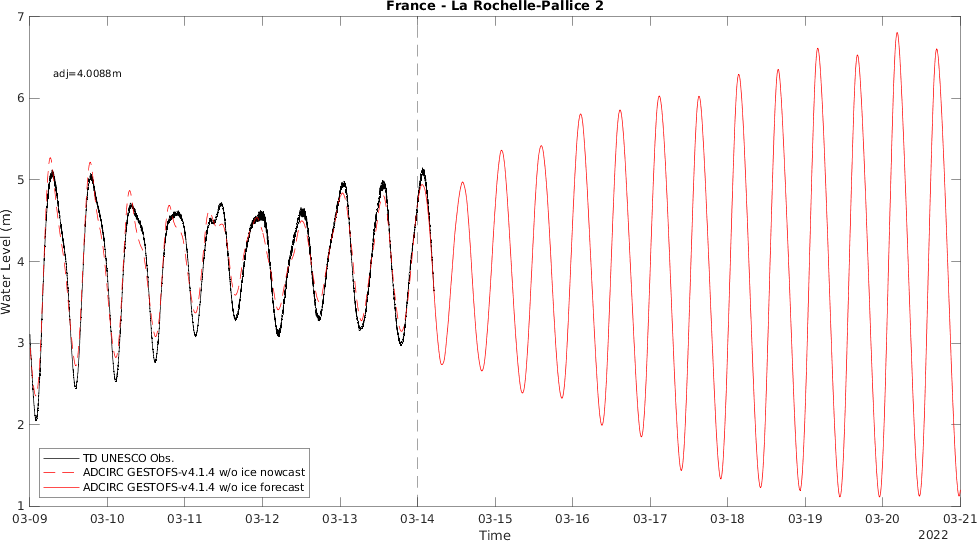 France - La Rochelle-Pallice 2
adj=4.0088m
Water Level (m)
7
6
5
4
3
2
1
TD UNESCO Obs.
ADCIRC GESTOFS-v4.1.4 w/o ice nowcast
ADCIRC GESTOFS-v4.1.4 w/o ice forecast
03-09 03-10 03-11 03-12 03-13 03-14 03-15 03-16 03-17 03-18 03-19 03-20 03-21
Time
2022